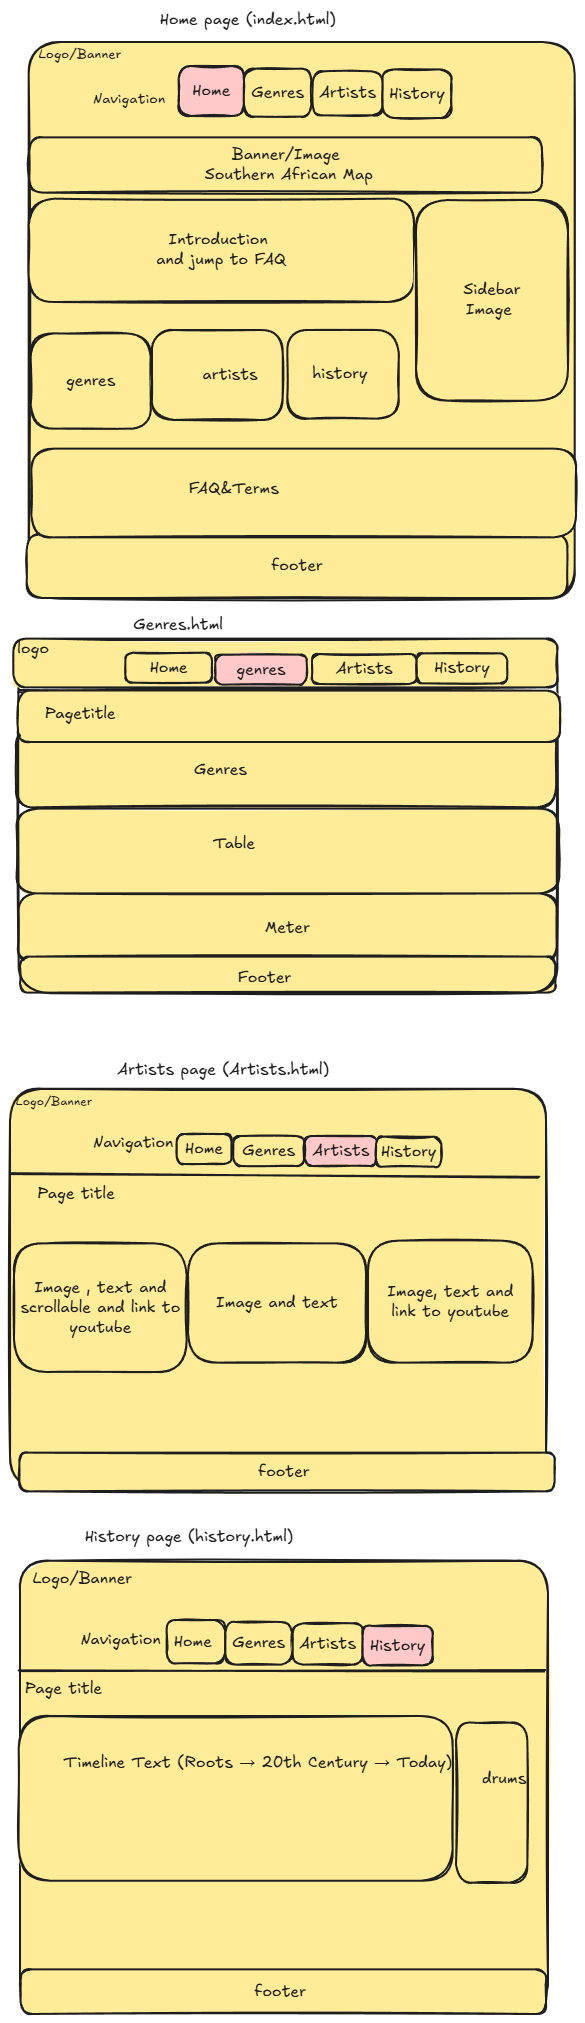 Home page (index.html)
Logo/Banner
Navigation
Home
Genres
Artists
History
Banner/Image
Southern African Map
Introduction
and jump to FAQ
Sidebar
Image
genres
artists
history
FAQ&Terms
footer
Genres.html
logo
Home
genres
Artists
History
Pagetitle
Genres
Table
Meter
Footer
Artists page (Artists.html)
Logo/Banner
Navigation
Home
Genres
Artists
History
Page title
Image , text and
scrollable and link to
youtube
Image and text
Image, text and
link to youtube
footer
History page (history.html)
Logo/Banner
Navigation
Home
Genres
Artists
History
Page title
Timeline Text (Roots → 20th Century → Today)
drums
footer